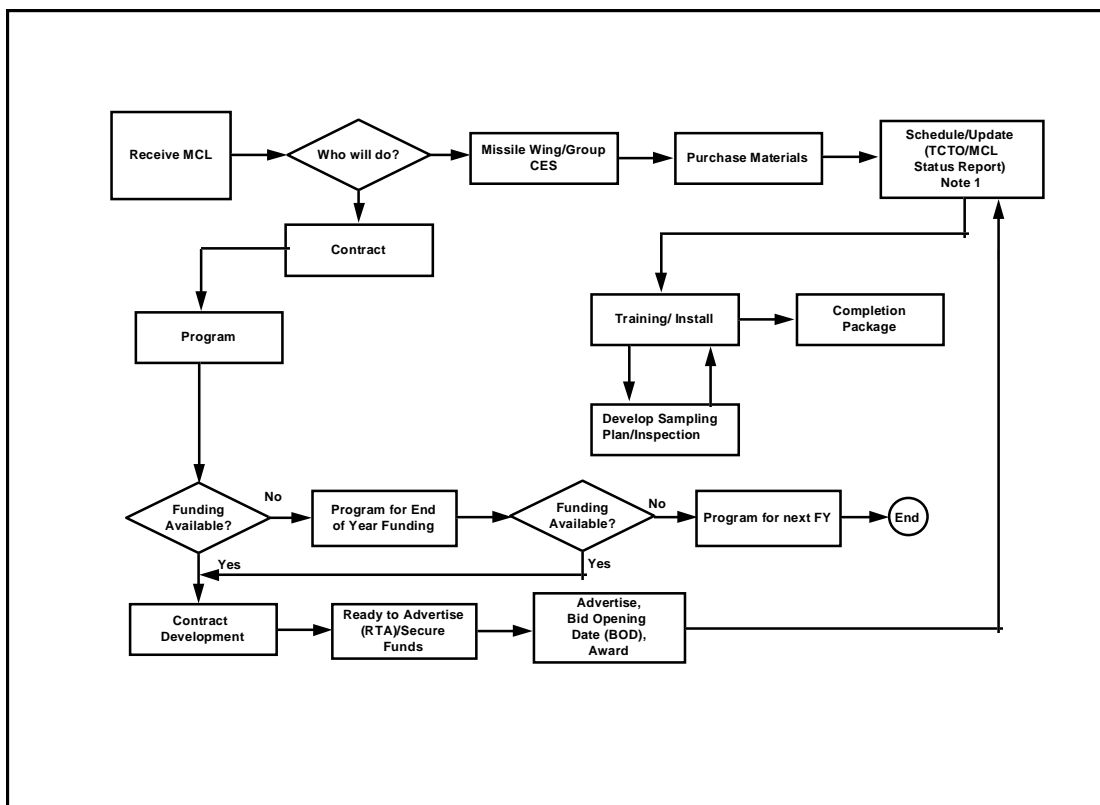 Receive MCL
Who will do?
Missile Wing/Group
CES
Purchase Materials
Schedule/Update
(TCTO/MCL
Status Report)
Note 1
Contract
Program
Training/ Install
Completion
Package
Develop Sampling
Plan/Inspection
Funding
Available?
No
Program for End
of Year Funding
Funding
Available?
No
Program for next FY
End
Yes
Yes
Contract
Development
Ready to Advertise
(RTA)/Secure
Funds
Advertise,
Bid Opening
Date (BOD),
Award